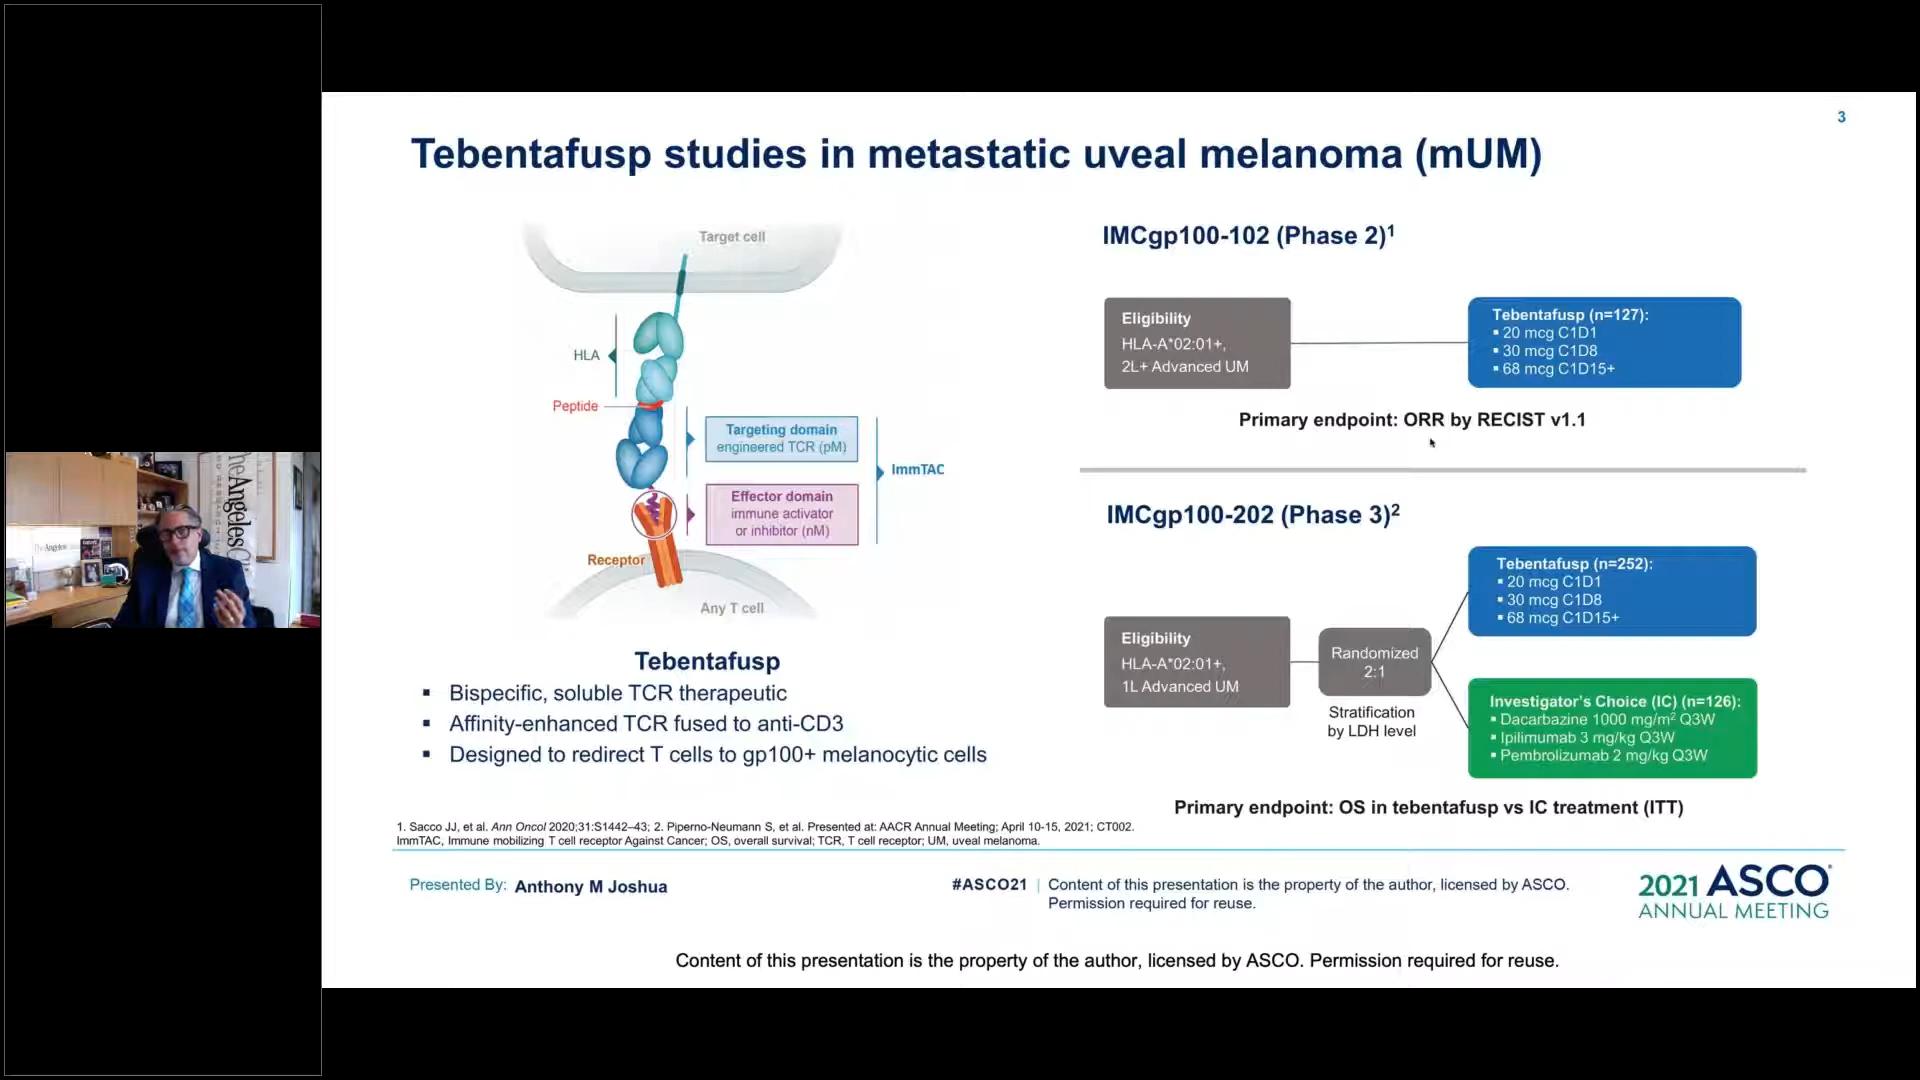 3
Tebentafusp studies in metastatic uveal melanoma (mUM)
Target cell
HLA
Peptide
Targeting domain
engineered TCR (pM)
ImmTAC
Effector domain
immune activator
or inhibitor (nM)
Receptor
Any T cell
Tebentafusp
▪ Bispecific, soluble TCR therapeutic
▪ Affinity-enhanced TCR fused to anti-CD3
▪ Designed to redirect T cells to gp100+ melanocytic cells
IMCgp100-102 (Phase 2)¹
Eligibility
HLA-A*02:01+,
2L+ Advanced UM
Tebentafusp (n=127):
▪ 20 mcg C1D1
▪ 30 mcg C1D8
▪ 68 mcg C1D15+
Primary endpoint: ORR by RECIST v1.1
IMCgp100-202 (Phase 3)²
Eligibility
HLA-A*02:01+,
1L Advanced UM
Randomized
2:1
Stratification
by LDH level
Tebentafusp (n=252):
▪ 20 mcg C1D1
▪ 30 mcg C1D8
▪ 68 mcg C1D15+
Investigator's Choice (IC) (n=126):
▪ Dacarbazine 1000 mg/m² Q3W
▪ Ipilimumab 3 mg/kg Q3W
▪ Pembrolizumab 2 mg/kg Q3W
Primary endpoint: OS in tebentafusp vs IC treatment (ITT)
1. Sacco JJ, et al. Ann Oncol 2020;31:S1442–43; 2. Piperno-Neumann S, et al. Presented at: AACR Annual Meeting; April 10-15, 2021; CT002.
ImmTAC, Immune mobilizing T cell receptor Against Cancer; OS, overall survival; TCR, T cell receptor; UM, uveal melanoma.
Presented By: Anthony M Joshua
#ASCO21 | Content of this presentation is the property of the author, licensed by ASCO.
Permission required for reuse.
2021 ASCO
ANNUAL MEETING
Content of this presentation is the property of the author, licensed by ASCO. Permission required for reuse.